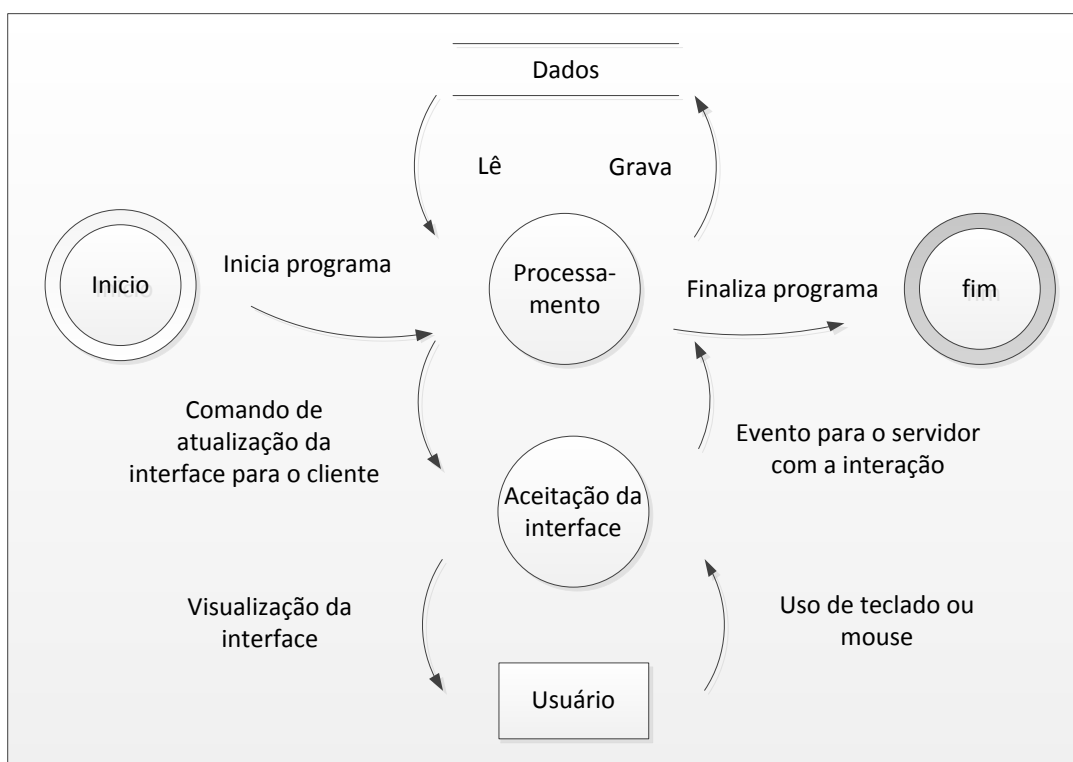 Dados
Lê
Grava
Inicio
Inicia programa
Processa-
mento
Finaliza programa
fim
Comando de
atualização da
interface para o cliente
Evento para o servidor
com a interação
Aceitação da
interface
Visualização da
interface
Uso de teclado ou
mouse
Usuário